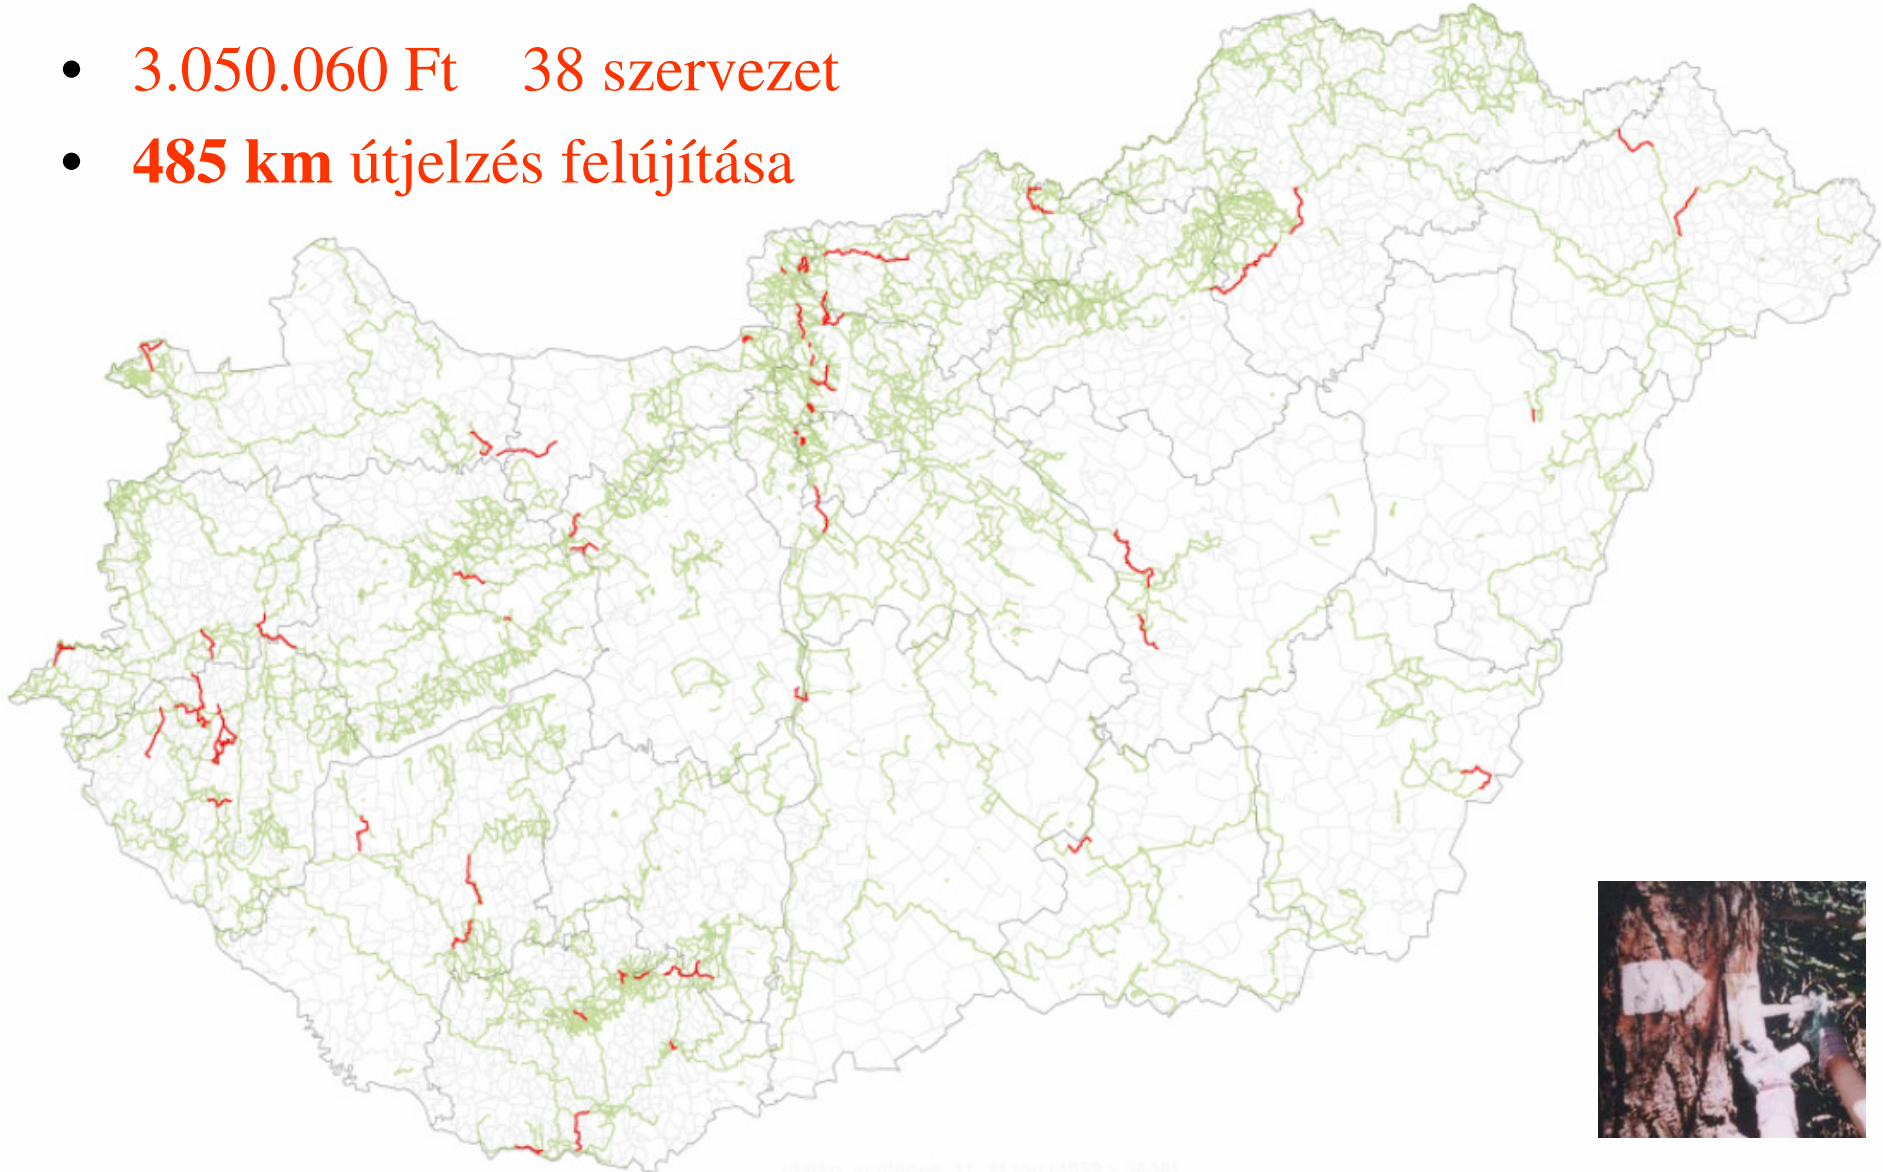 • 3.050.060 Ft 38 szervezet
• 485 km útjelzés felújítása